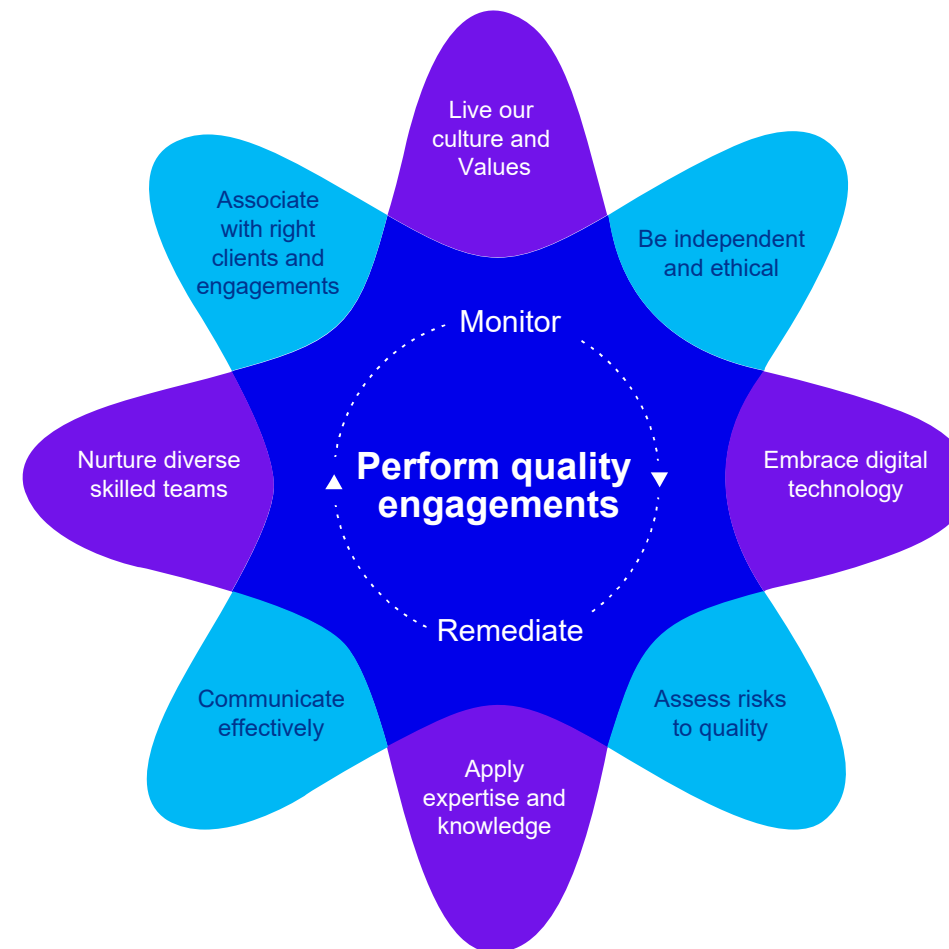 Live our
culture and
Values
Associate
with right
clients and
engagements
Be independent
and ethical
Monitor
Nurture diverse
skilled teams
Perform quality
engagements
Embrace digital
technology
Remediate
Communicate
effectively
Assess risks
to quality
Apply
expertise and
knowledge